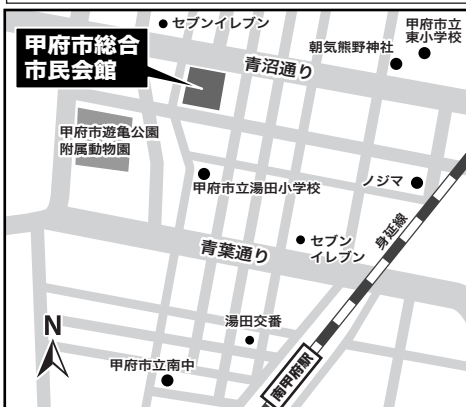 セブンイレブン
甲府市立
東小学校
朝気熊野神社
甲府市総合
市民会館
青沼通り
甲府市遊亀公園
附属動物園
甲府市立湯田小学校
ノジマ
身延線
青葉通り
セブン
イレブン
湯田交番
N
甲府市立南中
南甲府駅